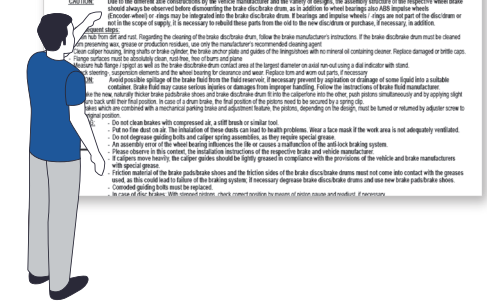 CAUTION: Due to the different axle constructions by the vehicle manufacturer and the variety of designs, the assembly structure of the respective wheel brake
should always be observed before dismounting the brake disc/brake drum, as in addition to wheel bearings also ABS impulse wheels
(Encoder-wheel) or -rings may be integrated into the brake disc/brake drum. If bearings and impulse wheels / -rings are not part of the disc/drum or
not in the scope of supply, it is necessary to rebuild these parts from the old to the new disc/drum or purchase, if necessary, in addition.
equent steps:
n hub from dirt and rust. Regarding the cleaning of the brake disc/brake drum, follow the manufacturer's instructions. If the brake disc/brake drum must be cleaned
om preserving wax, grease or production residues, use only the manufacturer's recommended cleaning agent
Clean caliper housing, lining shafts or brake cylinder, the brake anchor plate and guides of the linings/shoes with no mineral oil containing cleaner. Replace damaged or brittle caps.
Flange surfaces must be absolutely clean, rust-free, free of burrs and plane
Measure hub flange / spigot as well as the brake disc/brake drum contact area at the largest diameter on axial run-out using a dial indicator with stand.
ck steering-, suspension elements and the wheel bearing for clearance and wear. Replace torn and worn out parts, if necessary
ON: Avoid possible spillage of the brake fluid from the fluid reservoir, if necessary prevent by aspiration or drainage of some liquid into a suitable
container. Brake fluid may cause serious injuries or damages from improper handling. Follow the instructions of brake fluid manufacturer.
ke the new, naturally thicker brake pads/brake shoes and brake disc/brake drum fit into the caliper/onto the other, push pistons simultaneously and by applying slight
ure back until their final position. In case of a drum brake, the final position of the pistons need to be secured by a spring clip.
akes which are combined with a mechanical parking brake and adjustment feature, the pistons, depending on the design, must be turned or returned by adjuster screw to
original position.
G: - Do not clean brakes with compressed air, a stiff brush or similar tool.
- Put no fine dust on air. The inhalation of these dusts can lead to health problems. Wear a face mask if the work area is not adequately ventilated.
- Do not degrease guiding bolts and caliper spring assemblies, as they require special grease.
- An assembly error of the wheel bearing influences the life or causes a malfunction of the anti-lock braking system.
- Please observe in this context, the installation instructions of the respective and vehicle manufacturer.
- If calipers move heavily, the caliper guides should be lightly greased in compliance with the provisions of the vehicle and brake manufacturers
with special grease.
- Friction material of the brake pads/brake shoes and the friction sides of the brake discs/brake drums must not come into contact with the greases
used, as this could lead to failure of the braking system; if necessary degrease brake discs/brake drums and use new brake pads/brake shoes.
- Corroded guiding bolts must be replaced.
- In case of disc brakes: With stepped pistons, check correct position by means of piston gauge and readjust, if necessary.